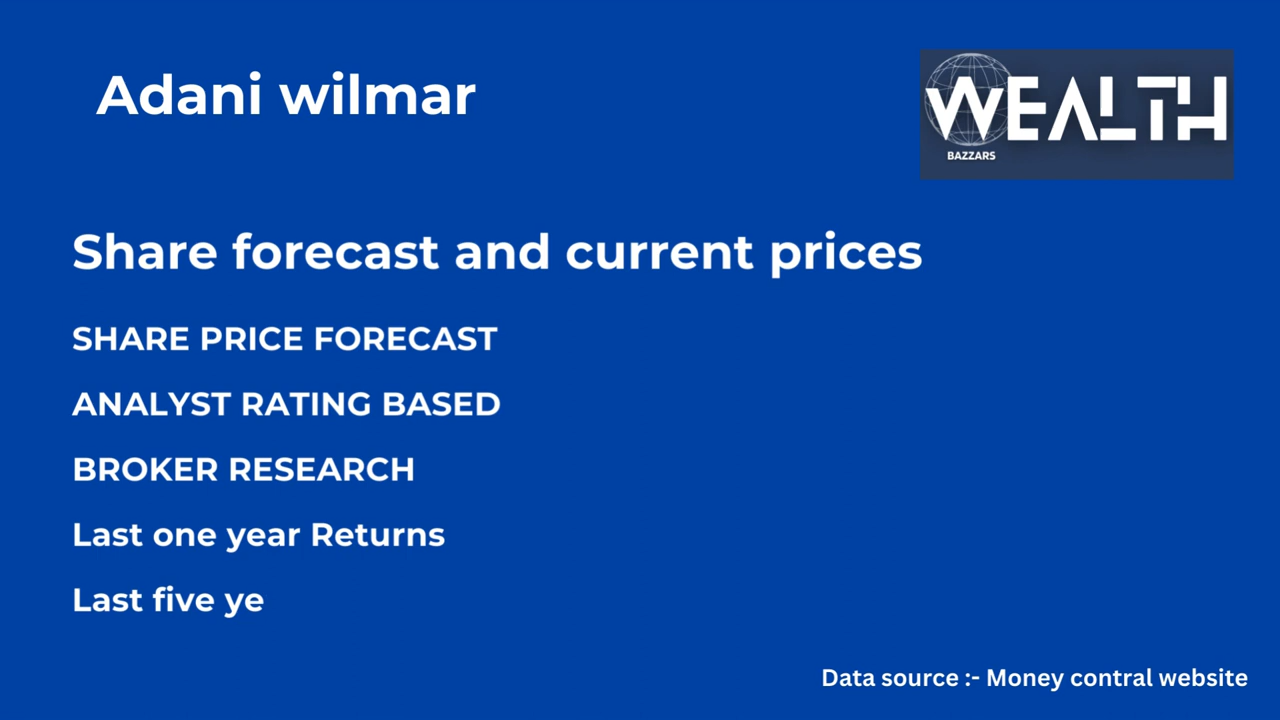 Adani wilmar
WEALTH
BAZZARS
Share forecast and current prices
SHARE PRICE FORECAST
ANALYST RATING BASED
BROKER RESEARCH
Last one year Returns
Last five ye
Data source :- Money contral website